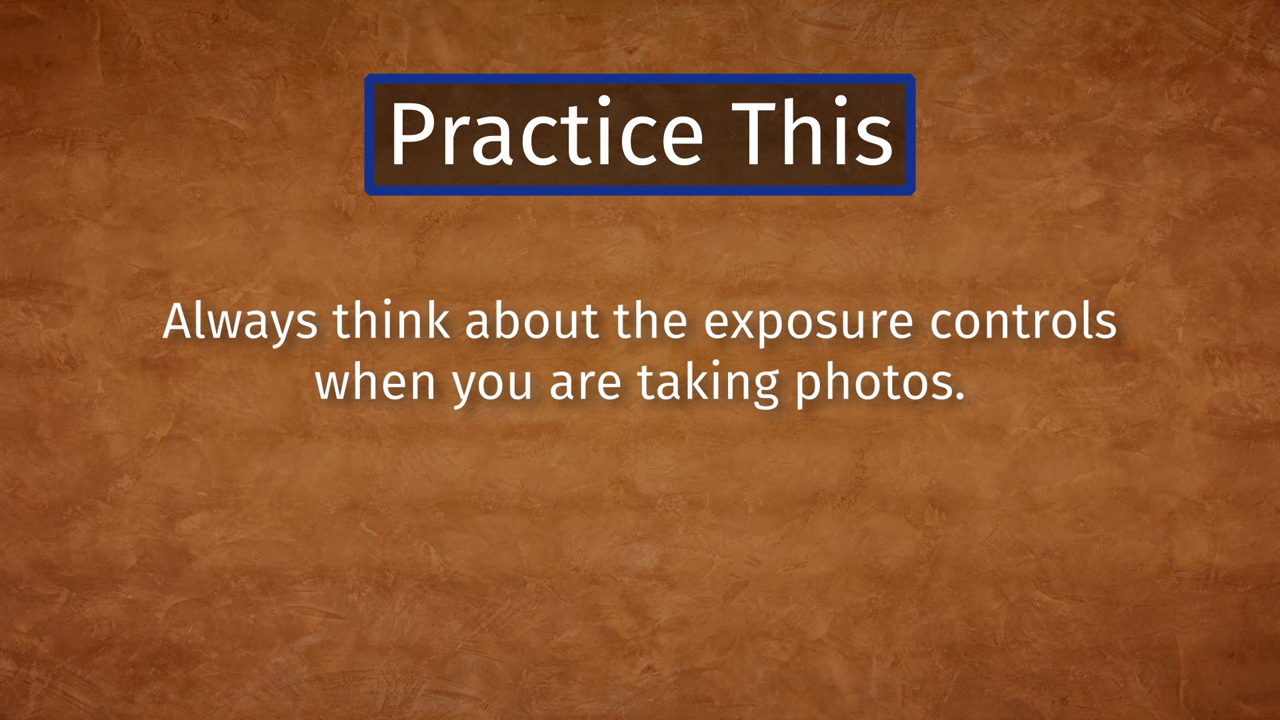 Practice This
Always think about the exposure controls
when you are taking photos.